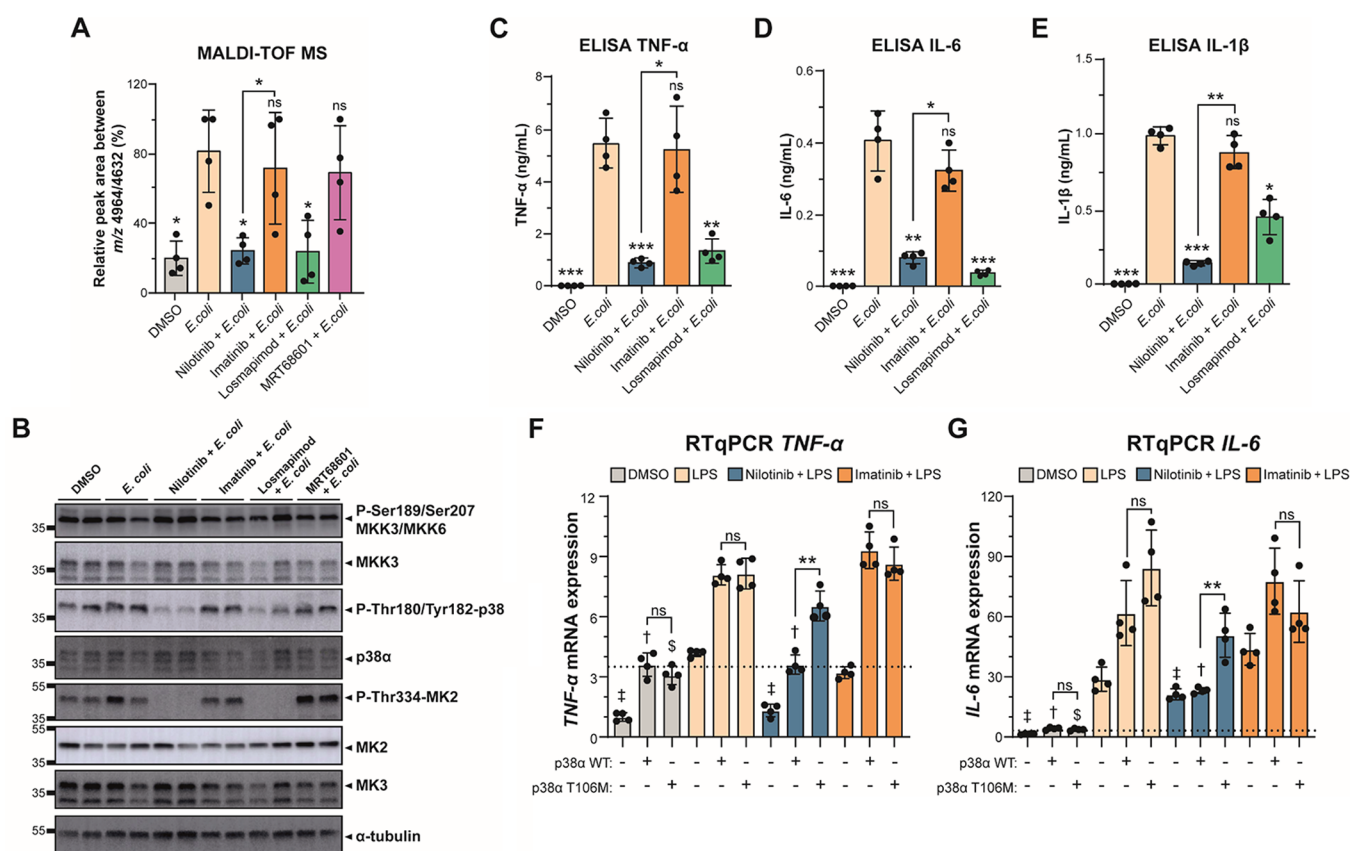 A
MALDI-TOF MS
Relative peak area between
m/z 4964/4632 (%)
120
80
40
0
*
*
*
ns
*
ns
DMSO
E.coli
Nilotinib + E.coli
Imatinib + E.coli
Losmapimod + E.coli
MRT68601 + E.coli
C
ELISA TNF-α
TNF-α (ng/mL)
8
6
4
2
0
***
***
*
ns
**
DMSO
E.coli
Nilotinib + E.coli
Imatinib + E.coli
Losmapimod + E.coli
D
ELISA IL-6
IL-6 (ng/mL)
0.6
0.4
0.2
0
***
**
*
ns
***
DMSO
E.coli
Nilotinib + E.coli
Imatinib + E.coli
Losmapimod + E.coli
E
ELISA IL-1β
IL-1β (ng/mL)
1.5
1.0
0.5
0
***
***
**
ns
*
DMSO
E.coli
Nilotinib + E.coli
Imatinib + E.coli
Losmapimod + E.coli
B
DMSO
E. coli
Nilotinib + E. coli
Imatinib + E. coli
Losmapimod
+ E. coli
MRT68601
+ E. coli
35
P-Ser189/Ser207
MKK3/MKK6
35
MKK3
35
P-Thr180/Tyr182-p38
35
p38α
55
35
P-Thr334-MK2
55
35
MK2
35
MK3
55
α-tubulin
F
RTqPCR TNF-α
DMSO
LPS
Nilotinib + LPS
Imatinib + LPS
TNF-α mRNA expression
12
9
6
3
0
‡
†
ns
$
ns
‡
†
**
ns
p38α WT: - + - - + - - + - - + -
p38α T106M: - - + - - + - - + - - +
G
RTqPCR IL-6
DMSO
LPS
Nilotinib + LPS
Imatinib + LPS
IL-6 mRNA expression
120
90
60
30
0
‡
†
ns
$
ns
‡
†
**
ns
p38α WT: - + - - + - - + - - + -
p38α T106M: - - + - - + - - + - - +